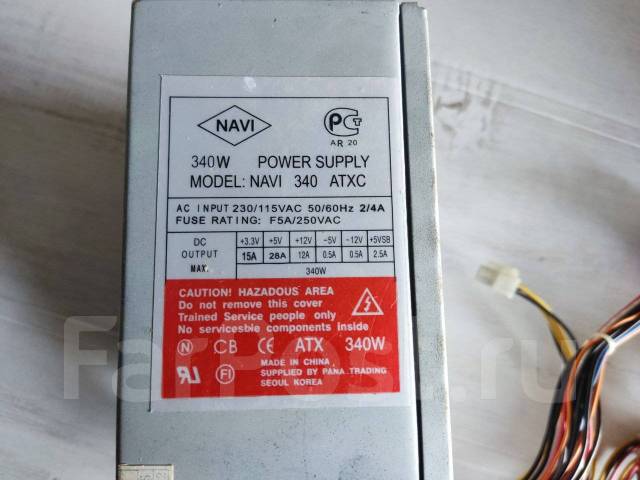 NAVI
PCT
AR 20
340W POWER SUPPLY
MODEL: NAVI 340 ATXC
AC INPUT 230/115VAC 50/60Hz 2/4A
FUSE RATING: F5A/250VAC
DC OUTPUT MAX. +3.3V +5V +12V -5V -12V +5VSB
15A 28A 12A 0.5A 0.5A 2.5A
340W
CAUTION! HAZADOUS AREA
Do not remove this cover
Trained Service people only
No servicesble components inside
N CB CE ATX 340W
UR FI
MADE IN CHINA
SUPPLIED BY PANA TRADING
SEOUL KOREA
FarPost.ru